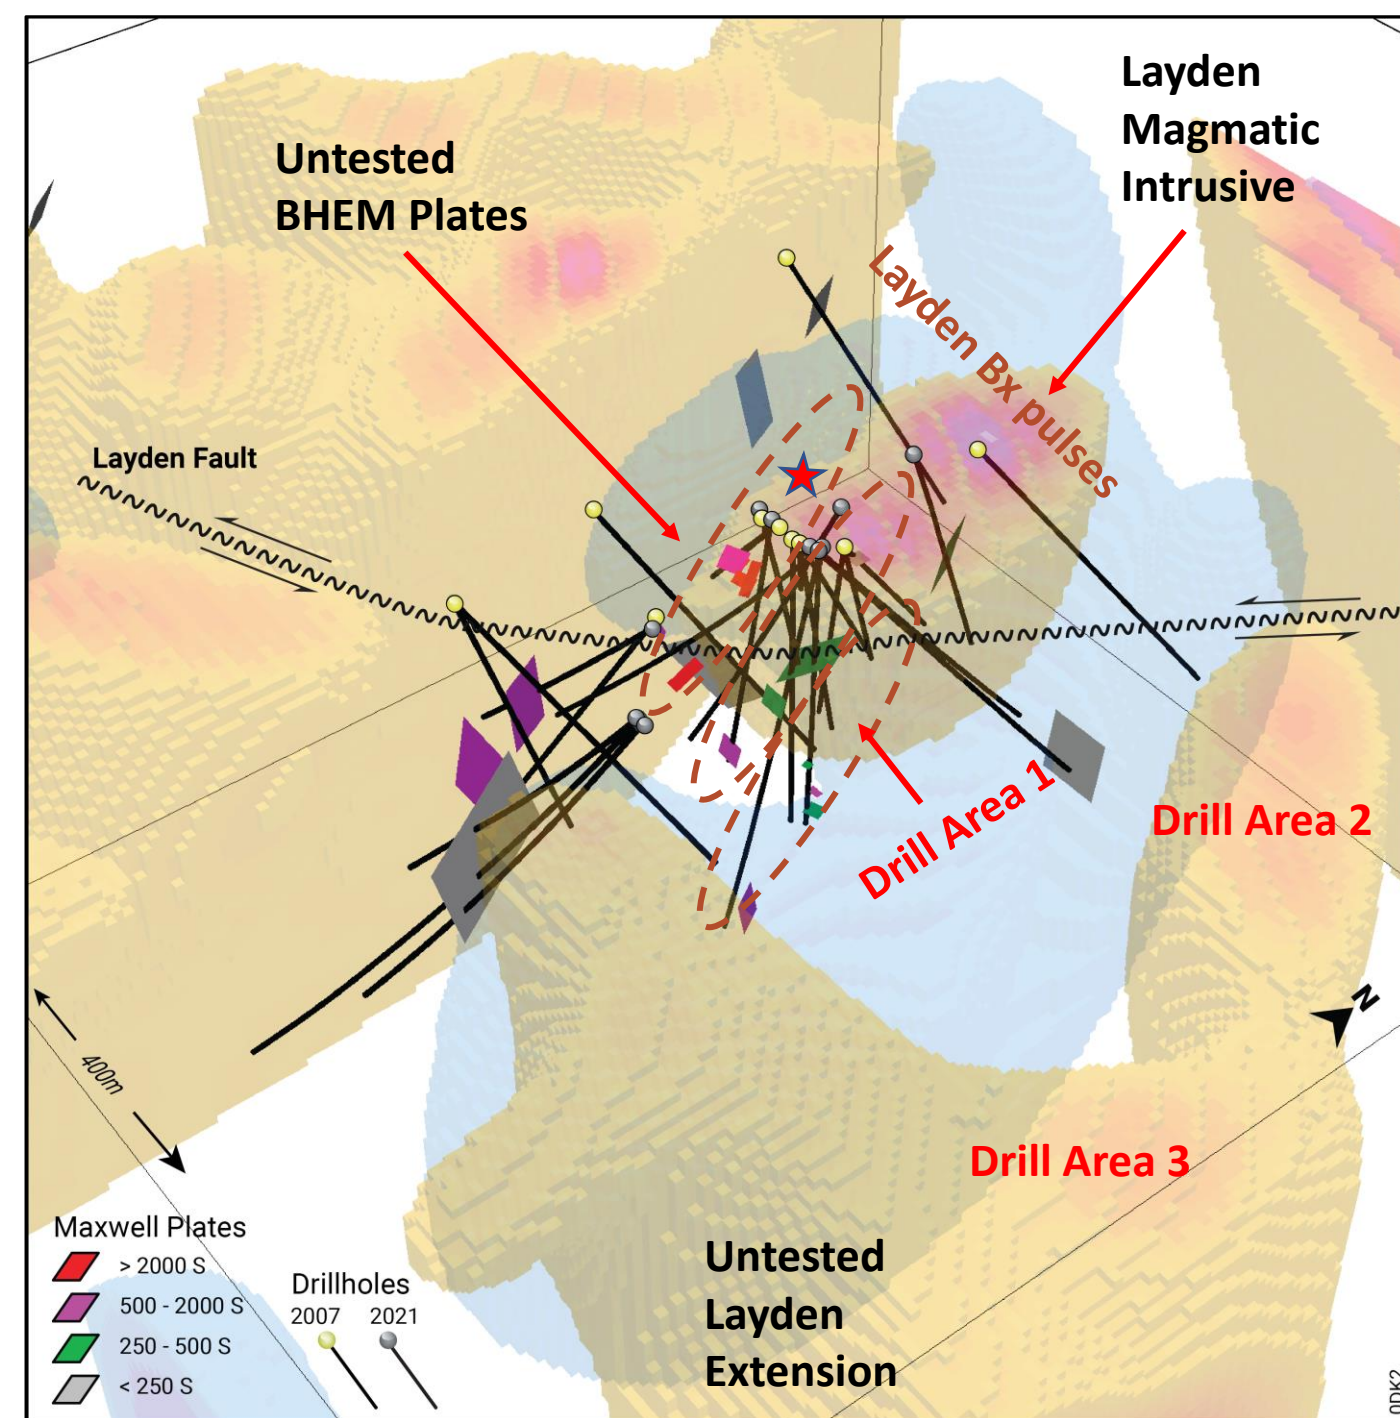 Layden
Magmatic
Intrusive
Untested
BHEM Plates
Layden Bx pulses
Layden Fault
Drill Area 1
Drill Area 2
N
400m
Drill Area 3
Maxwell Plates
> 2000 S
500 - 2000 S
250 - 500 S
< 250 S
Drillholes
2007 2021
Untested
Layden
Extension